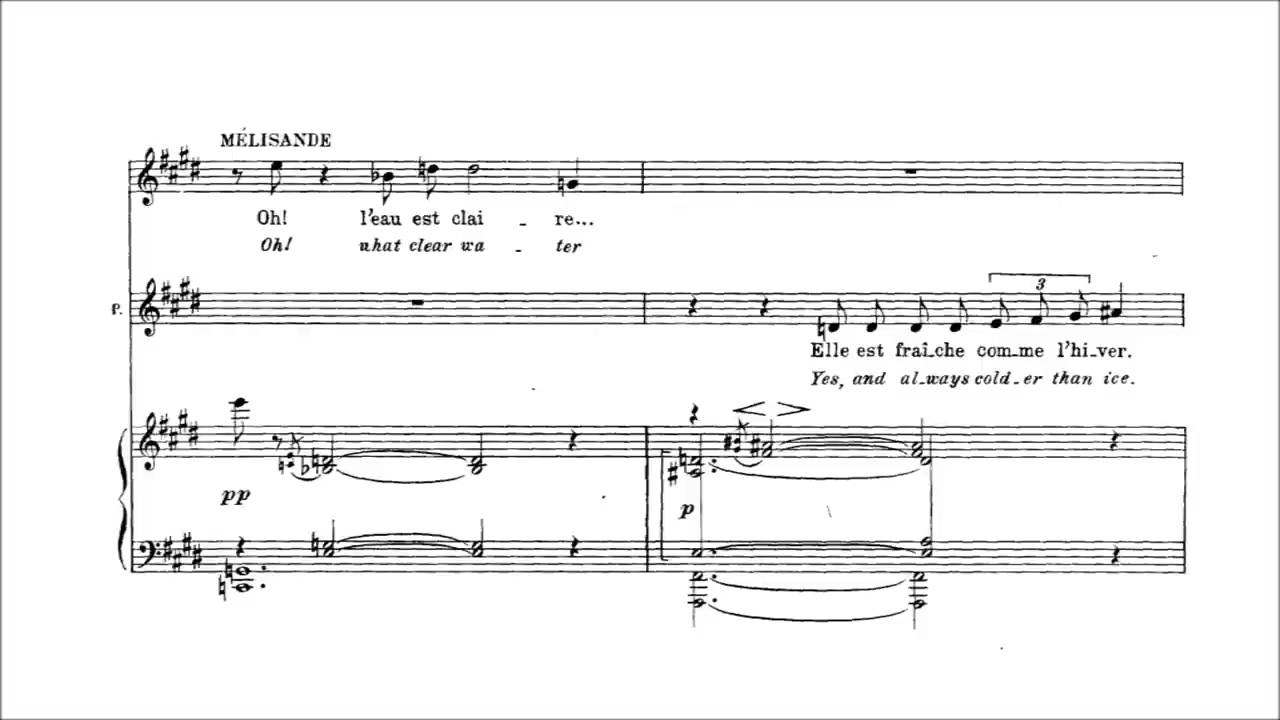 MÉLISANDE
Oh! l'eau est clai - re...
Oh! what clear wa - ter
P.
3
Elle est fraî-che com-me l'hi-ver.
Yes, and al-ways cold-er than ice.
pp
p